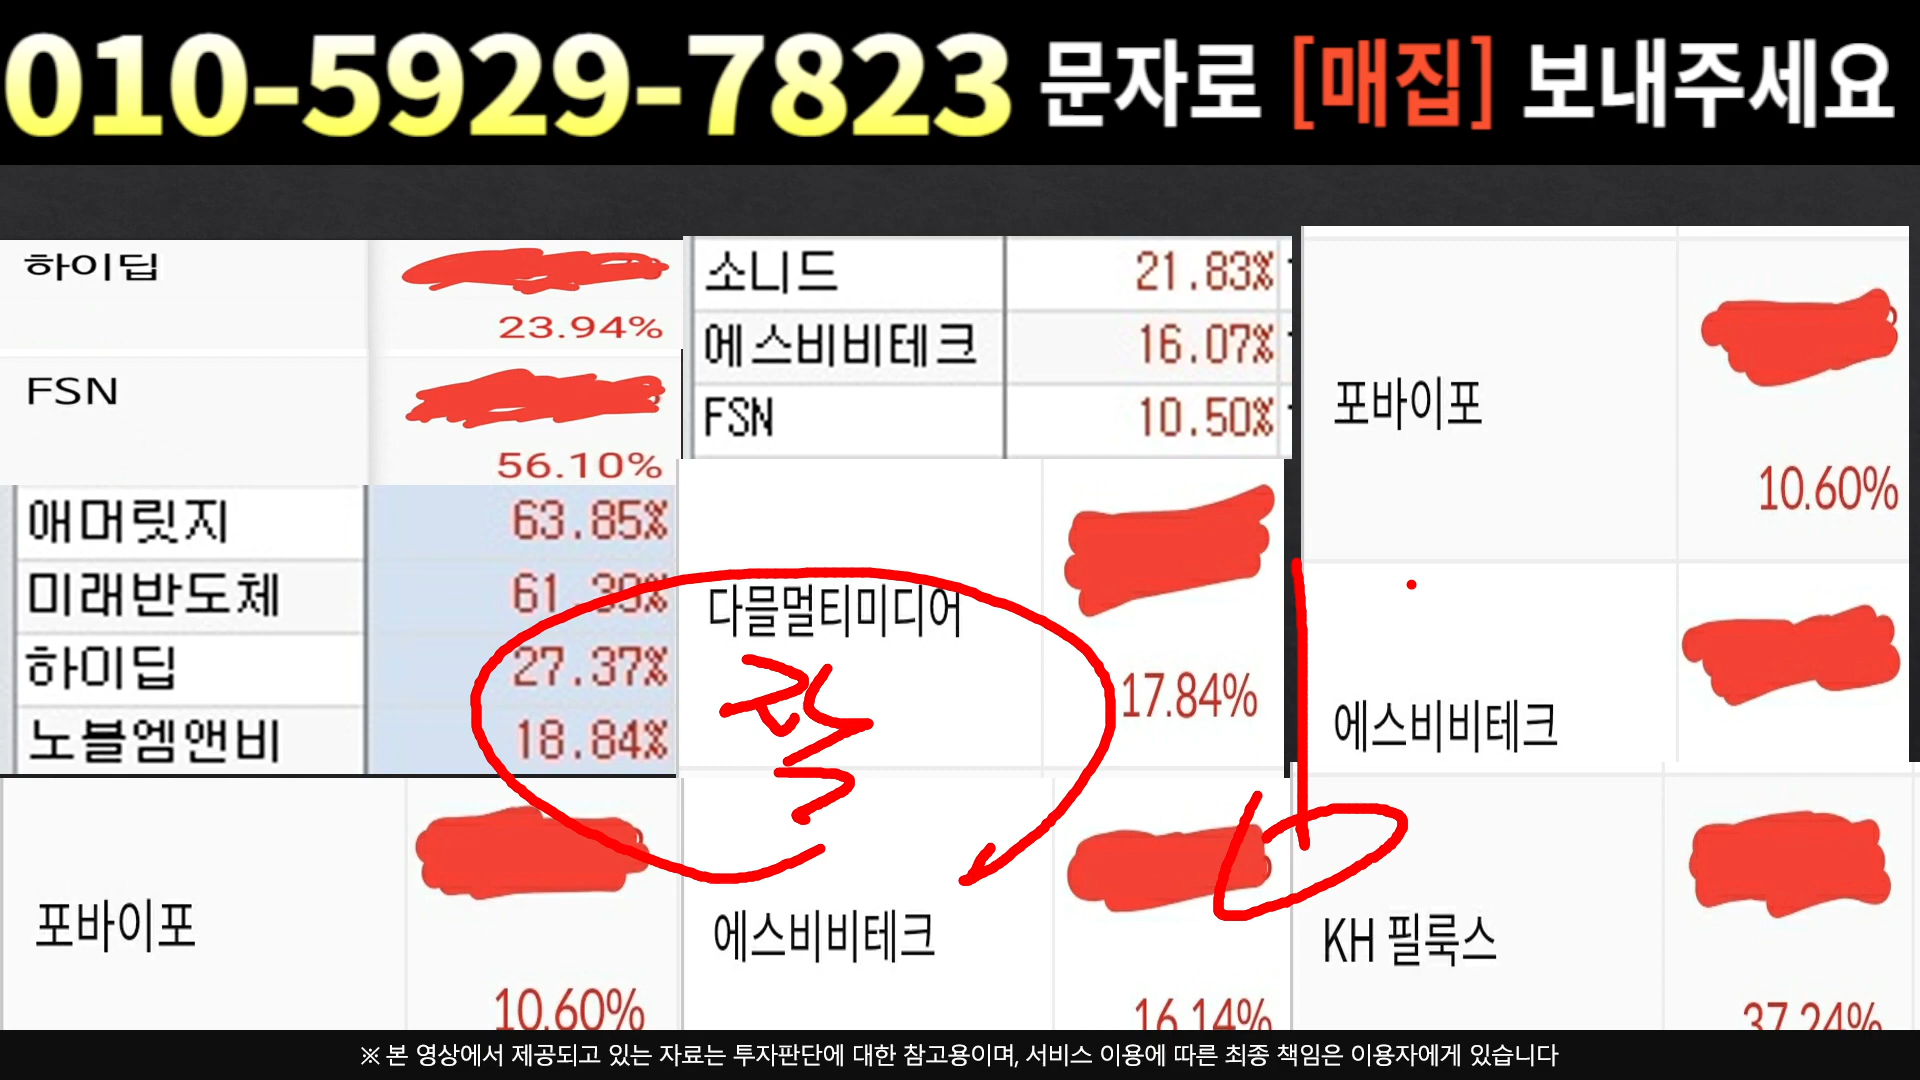 010-5929-7823 문자로 [매집] 보내주세요
하이딥
23.94%
FSN
56.10%
애머릿지 63.85%
미래반도체 61.39%
하이딥 27.37%
노블엠앤비 18.84%
소니드 21.83%
에스비비테크 16.07%
FSN 10.50%
다믈멀티미디어
17.84%
포바이포
10.60%
에스비비테크
포바이포
10.60%
에스비비테크
16.14%
KH 필룩스
37.24%
※ 본 영상에서 제공되고 있는 자료는 투자판단에 대한 참고용이며, 서비스 이용에 따른 최종 책임은 이용자에게 있습니다